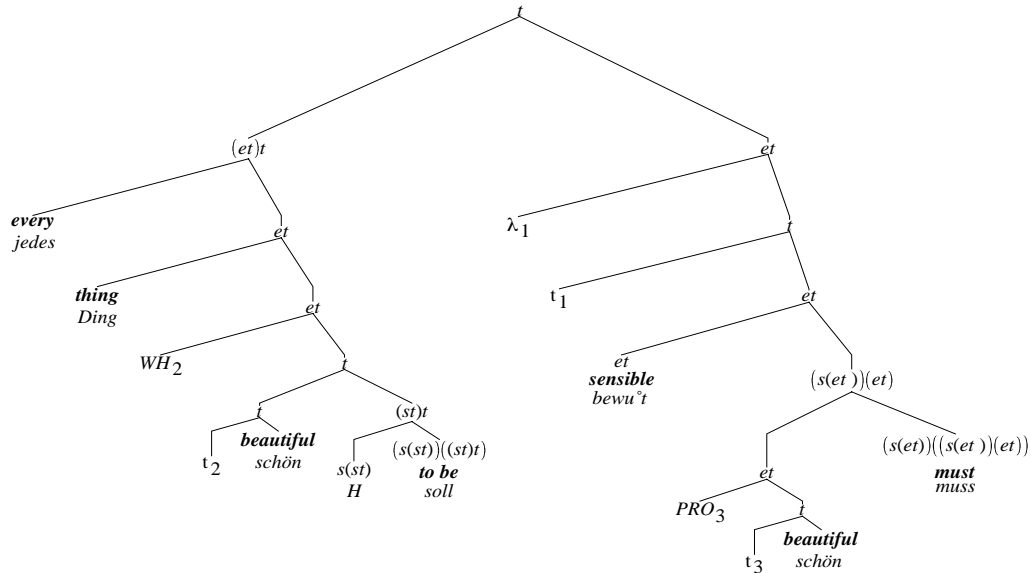 t
(et)t
et
every
jedes
et
λ1
t
thing
Ding
et
t1
et
WH2
t
et
sensible
bewu°t
(s(et))(et)
t
(st)t
t2
beautiful
schön
s(st)
H
(s(st))((st)t)
to be
soll
(s(et))((s(et))(et))
must
muss
et
PRO3
t
t3
beautiful
schön